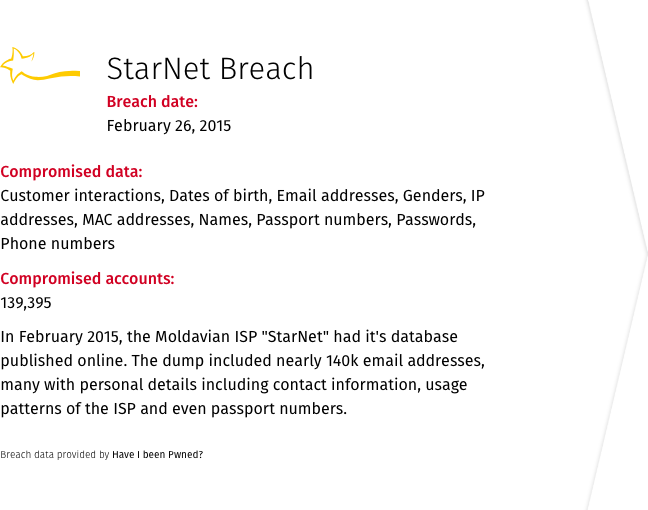 StarNet Breach
Breach date:
February 26, 2015
Compromised data:
Customer interactions, Dates of birth, Email addresses, Genders, IP
addresses, MAC addresses, Names, Passport numbers, Passwords,
Phone numbers
Compromised accounts:
139,395
In February 2015, the Moldavian ISP "StarNet" had it's database
published online. The dump included nearly 140k email addresses,
many with personal details including contact information, usage
patterns of the ISP and even passport numbers.
Breach data provided by Have I been Pwned?